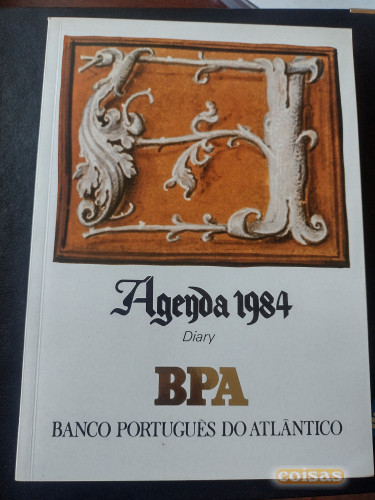 Agenda 1984
Diary
BPA
BANCO PORTUGUÊS DO ATLÂNTICO
coisas